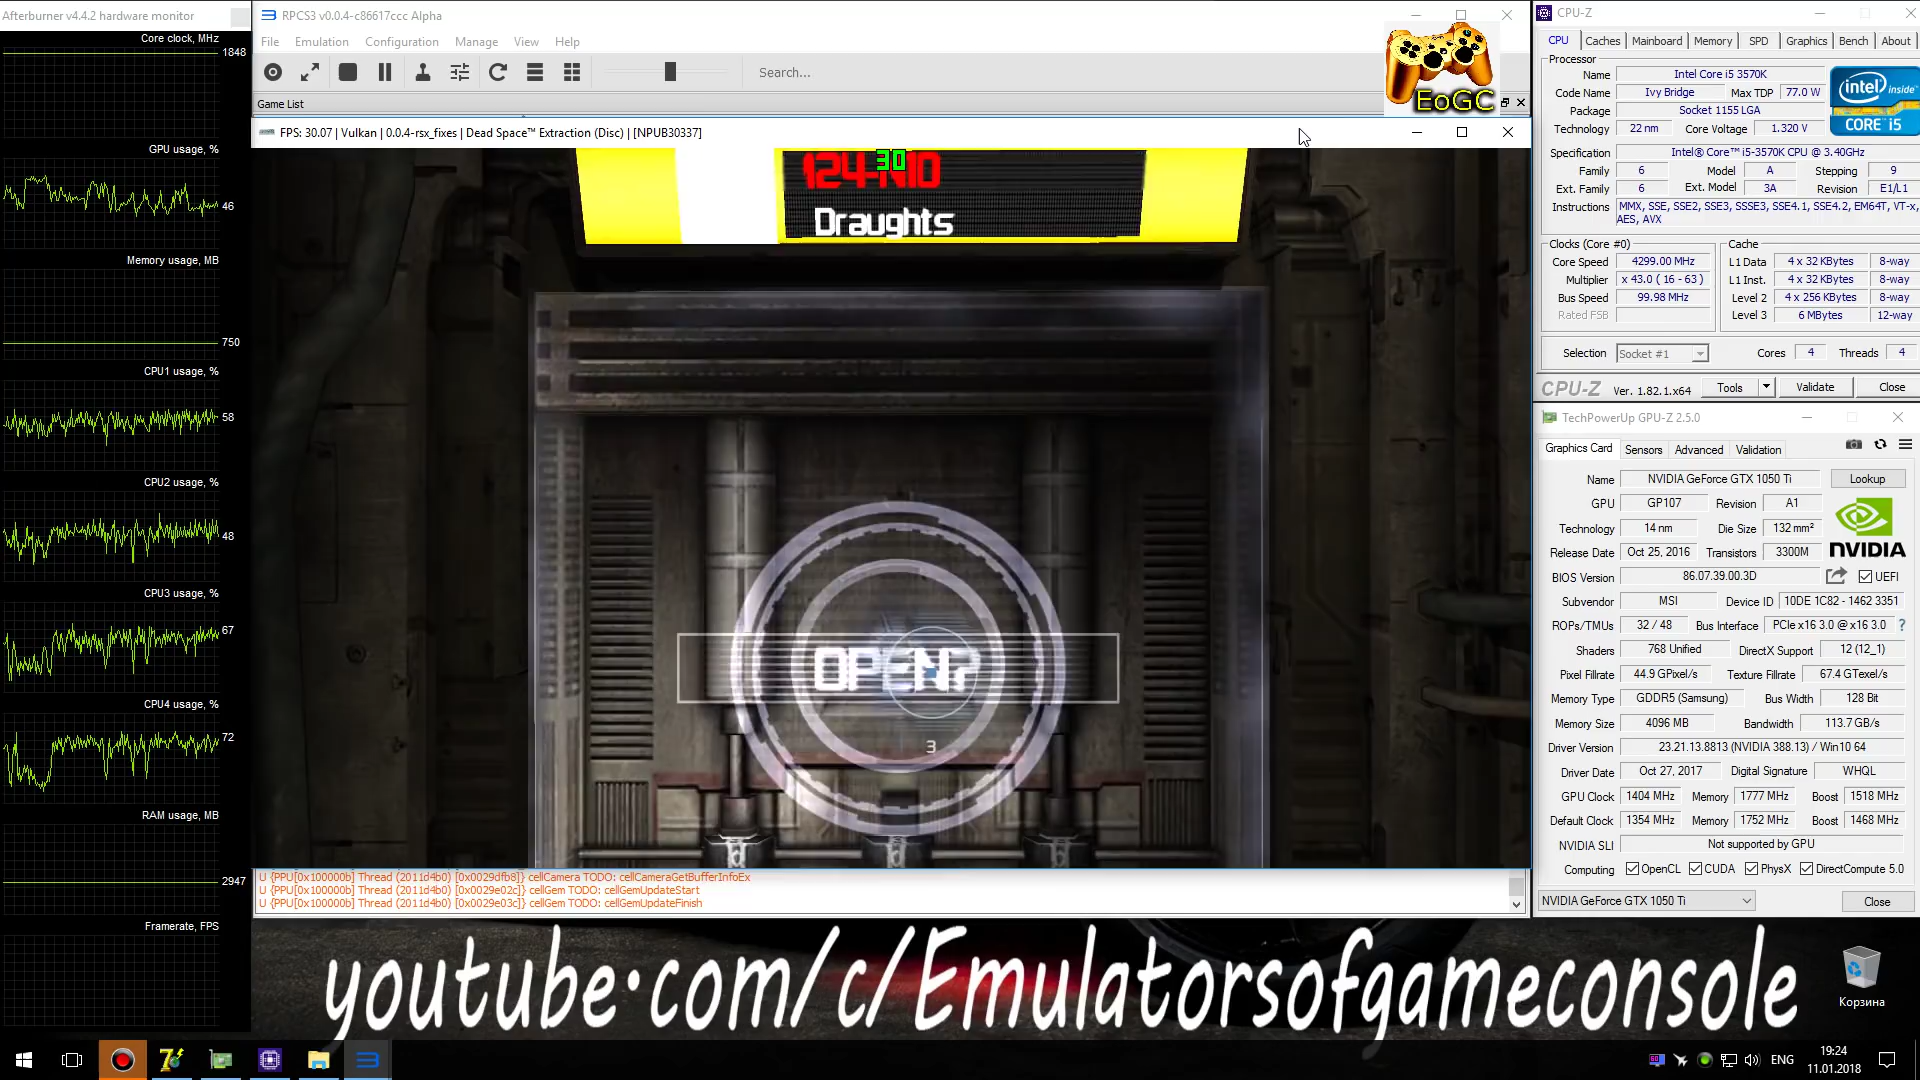 Afterburner v4.4.2 hardware monitor
Core clock, MHz
1848
GPU usage, %
46
Memory usage, MB
750
CPU1 usage, %
58
CPU2 usage, %
48
CPU3 usage, %
67
CPU4 usage, %
72
RAM usage, MB
2947
Framerate, FPS
RPCS3 v0.0.4-c86617ccc Alpha
File Emulation Configuration Manage View Help
Search...
EoGC
Game List
FPS: 30.07 | Vulkan | 0.0.4-rsx_fixes | Dead Space™ Extraction (Disc) | [NPUB30337]
30
124-N10
Draughts
OPEN?
3
U {PPU[0x100000b] Thread (2011d4b0) [0x0029dfb8]} cellCamera TODO: cellCameraGetBufferInfoEx
U {PPU[0x100000b] Thread (2011d4b0) [0x0029e02c]} cellGem TODO: cellGemUpdateStart
U {PPU[0x100000b] Thread (2011d4b0) [0x0029e03c]} cellGem TODO: cellGemUpdateFinish
CPU-Z
CPU Caches Mainboard Memory SPD Graphics Bench About
Processor
Name Intel Core i5 3570K
Code Name Ivy Bridge Max TDP 77.0 W
Package Socket 1155 LGA
Technology 22 nm Core Voltage 1.320 V
intel inside™
CORE i5
Specification Intel® Core™ i5-3570K CPU @ 3.40GHz
Family 6 Model A Stepping 9
Ext. Family 6 Ext. Model 3A Revision E1/L1
Instructions MMX, SSE, SSE2, SSE3, SSSE3, SSE4.1, SSE4.2, EM64T, VT-x,
AES, AVX
Clocks (Core #0) Cache
Core Speed 4299.00 MHz L1 Data 4 x 32 KBytes 8-way
Multiplier x 43.0 ( 16 - 63 ) L1 Inst. 4 x 32 KBytes 8-way
Bus Speed 99.98 MHz Level 2 4 x 256 KBytes 8-way
Rated FSB Level 3 6 MBytes 12-way
Selection Socket #1 Cores 4 Threads 4
CPU-Z Ver. 1.82.1.x64 Tools Validate Close
TechPowerUp GPU-Z 2.5.0
Graphics Card Sensors Advanced Validation
Name NVIDIA GeForce GTX 1050 Ti Lookup
GPU GP107 Revision A1
Technology 14 nm Die Size 132 mm²
Release Date Oct 25, 2016 Transistors 3300M
NVIDIA
BIOS Version 86.07.39.00.3D UEFI
Subvendor MSI Device ID 10DE 1C82 - 1462 3351
ROPs/TMUs 32 / 48 Bus Interface PCIe x16 3.0 @ x16 3.0 ?
Shaders 768 Unified DirectX Support 12 (12_1)
Pixel Fillrate 44.9 GPixel/s Texture Fillrate 67.4 GTexel/s
Memory Type GDDR5 (Samsung) Bus Width 128 Bit
Memory Size 4096 MB Bandwidth 113.7 GB/s
Driver Version 23.21.13.8813 (NVIDIA 388.13) / Win10 64
Driver Date Oct 27, 2017 Digital Signature WHQL
GPU Clock 1404 MHz Memory 1777 MHz Boost 1518 MHz
Default Clock 1354 MHz Memory 1752 MHz Boost 1468 MHz
NVIDIA SLI Not supported by GPU
Computing OpenCL CUDA PhysX DirectCompute 5.0
NVIDIA GeForce GTX 1050 Ti Close
youtube.com/c/Emulatorsofgameconsole
Корзина
ENG
19:24
11.01.2018